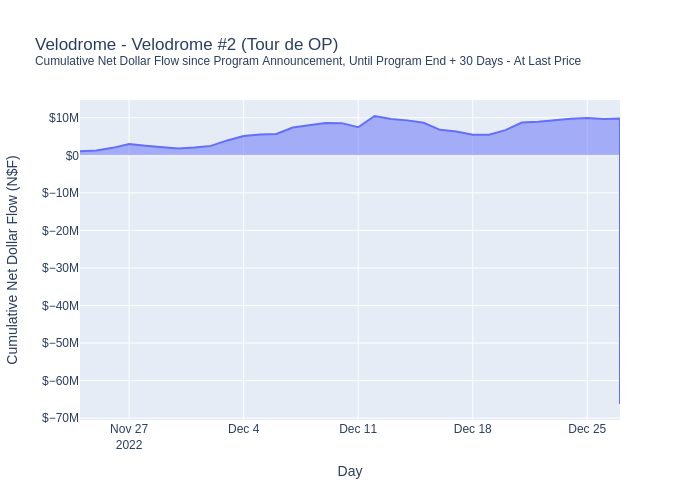 Velodrome - Velodrome #2 (Tour de OP)
Cumulative Net Dollar Flow since Program Announcement, Until Program End + 30 Days - At Last Price
Cumulative Net Dollar Flow (N$F)
$10M
$0
$−10M
$−20M
$−30M
$−40M
$−50M
$−60M
$−70M
Nov 27
2022
Dec 4
Dec 11
Dec 18
Dec 25
Day